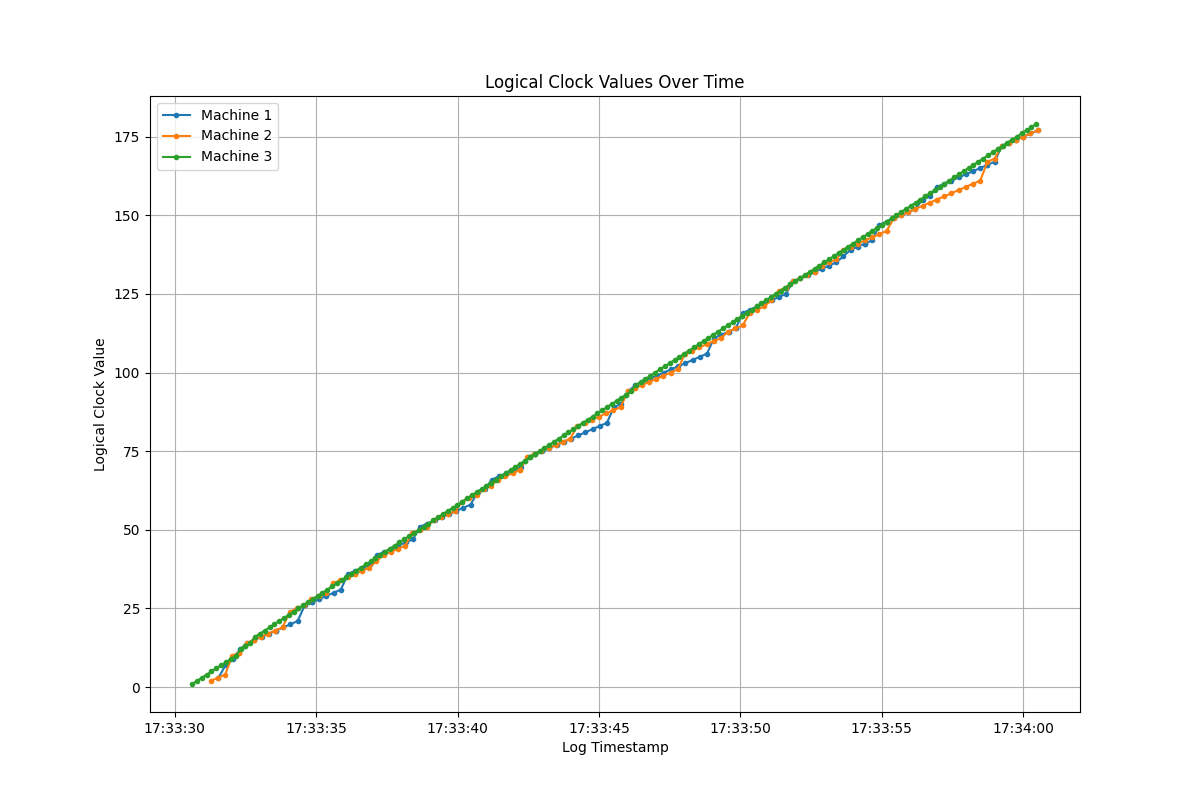 Logical Clock Values Over Time
Machine 1
Machine 2
Machine 3
Logical Clock Value
175
150
125
100
75
50
25
0
17:33:30 17:33:35 17:33:40 17:33:45 17:33:50 17:33:55 17:34:00
Log Timestamp